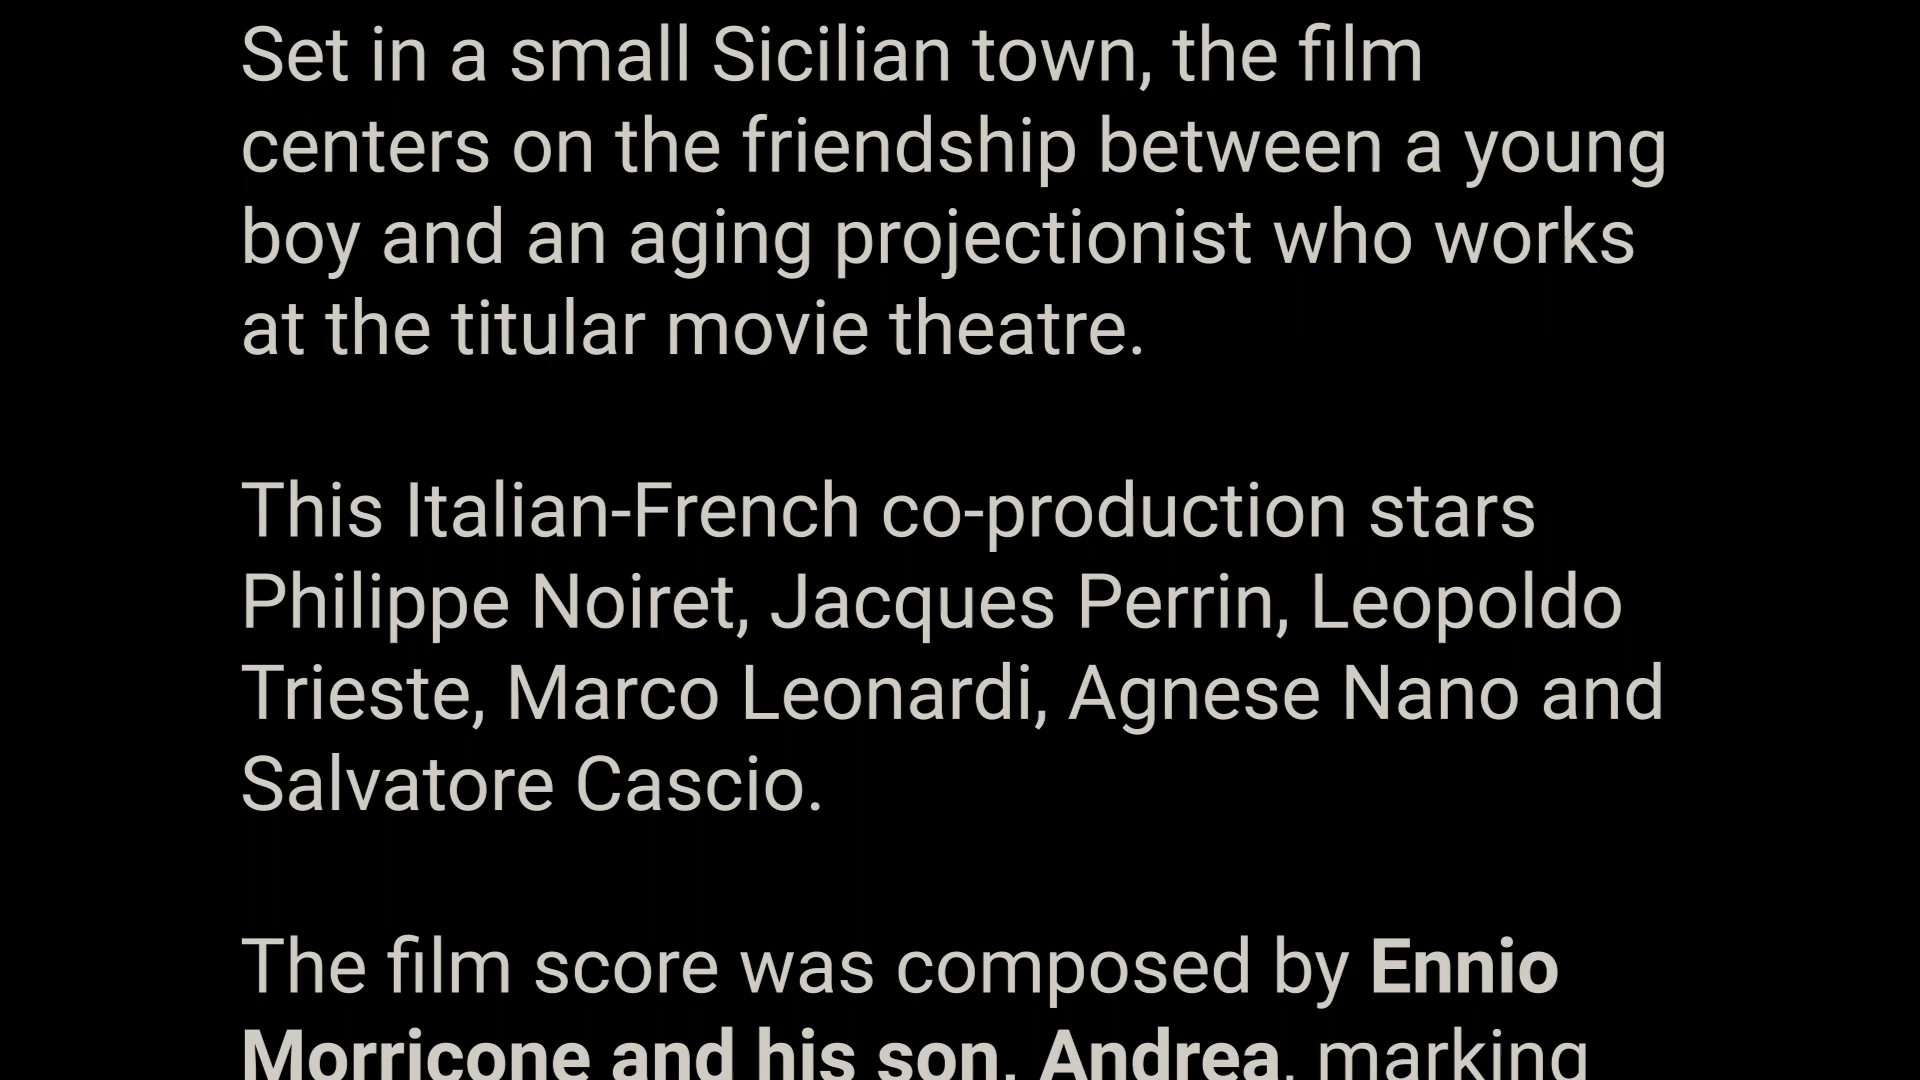 Set in a small Sicilian town, the film
centers on the friendship between a young
boy and an aging projectionist who works
at the titular movie theatre.
This Italian-French co-production stars
Philippe Noiret, Jacques Perrin, Leopoldo
Trieste, Marco Leonardi, Agnese Nano and
Salvatore Cascio.
The film score was composed by Ennio
Morricone and his son, Andrea, marking